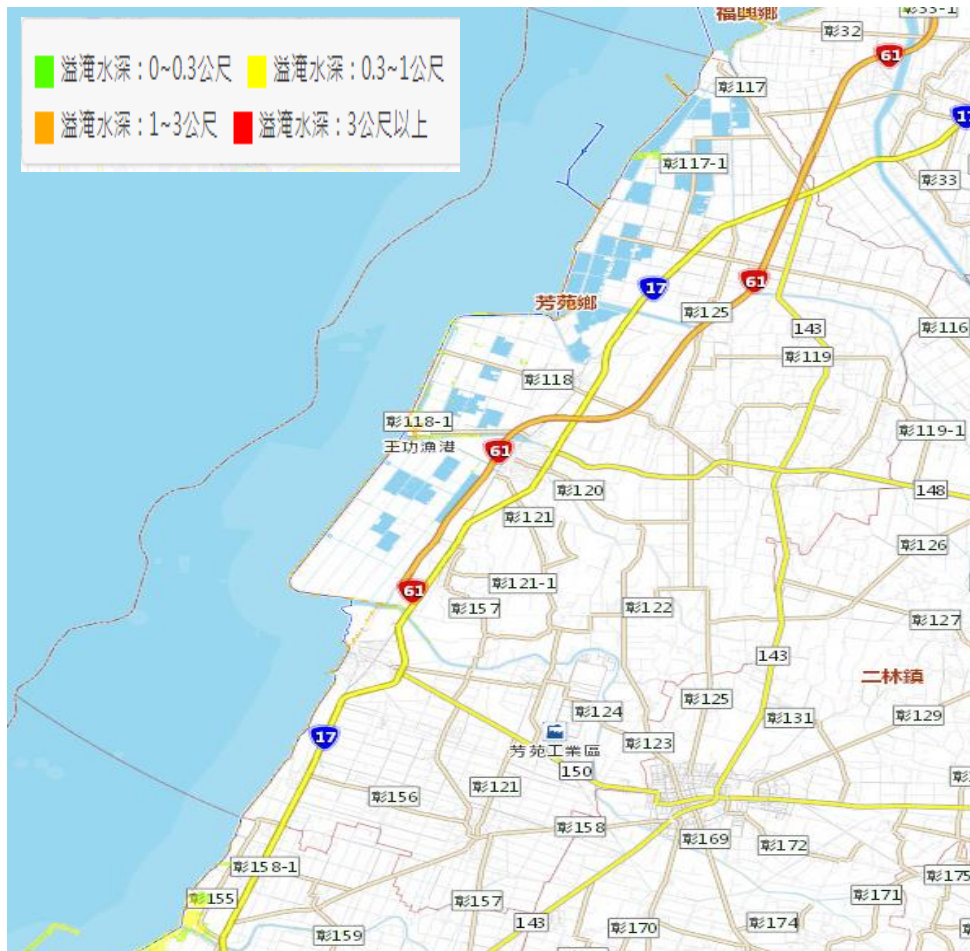 福興鄉
彰33-1
彰32
61
溢淹水深：0~0.3公尺
溢淹水深：0.3~1公尺
溢淹水深：1~3公尺
溢淹水深：3公尺以上
彰117
17
彰117-1
彰33
61
17
芳苑鄉
彰125
143
彰116
彰119
彰118
彰118-1
彰119-1
王功漁港
61
148
彰120
彰121
彰126
彰121-1
61
彰157
彰122
彰127
143
二林鎮
彰125
彰124
彰131
彰129
17
彰123
芳苑工業區
150
彰156
彰121
彰158
彰169
彰172
彰158-1
彰175
彰155
彰171
彰157
143
彰170
彰174
彰159